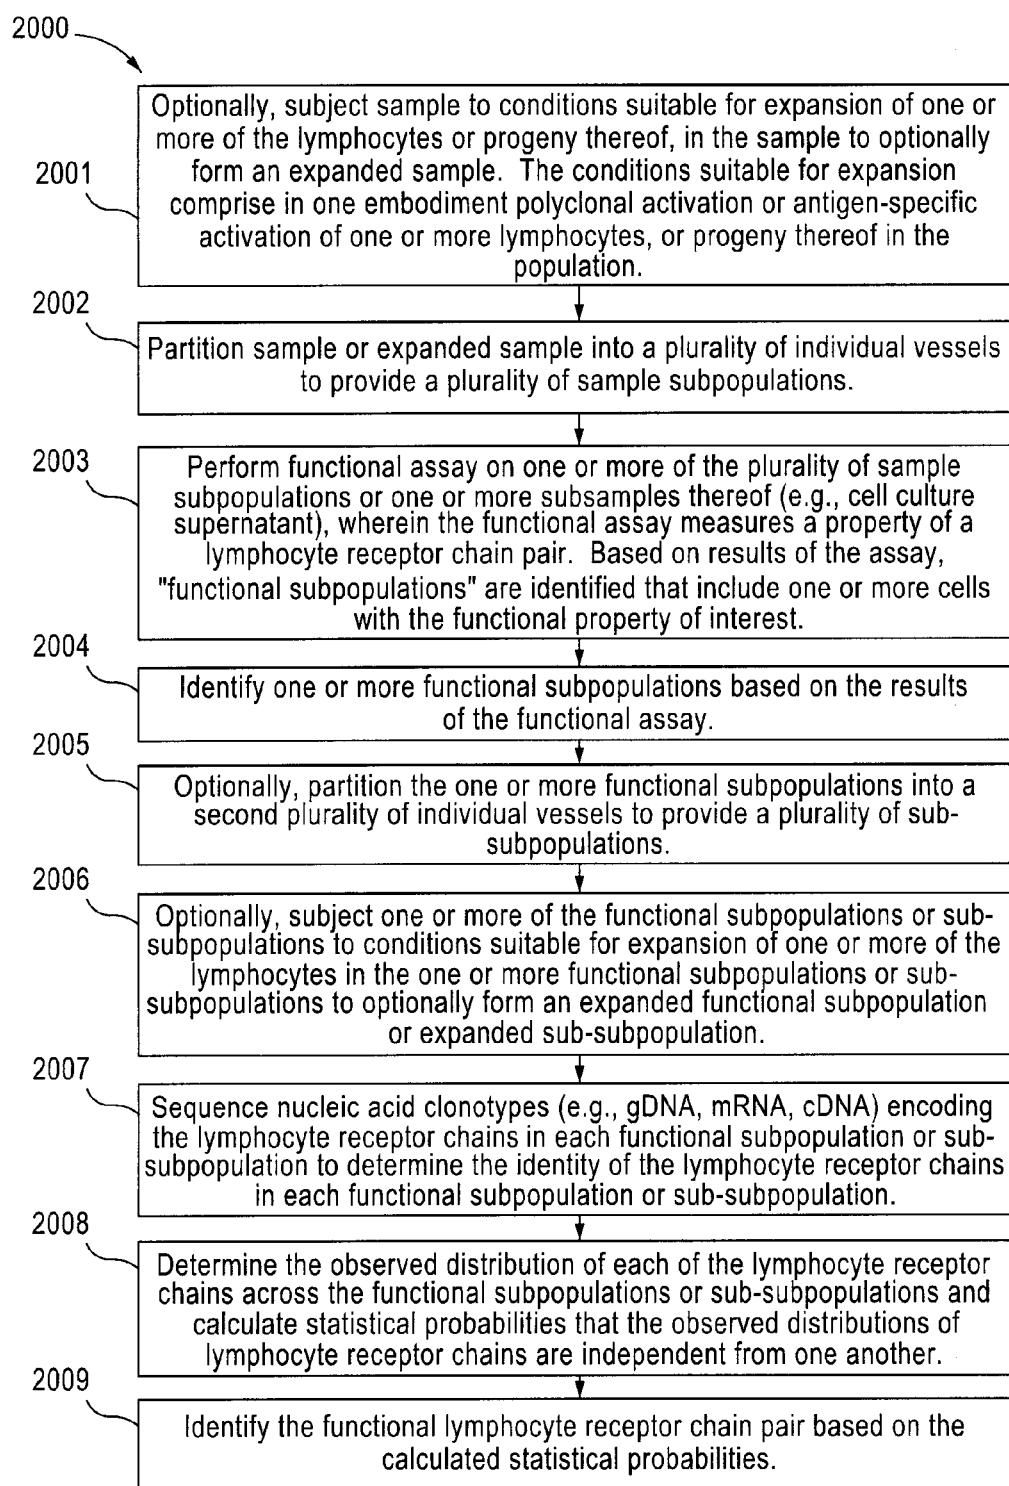 2000
Optionally, subject sample to conditions suitable for expansion of one or
more of the lymphocytes or progeny thereof, in the sample to optionally
form an expanded sample. The conditions suitable for expansion
comprise in one embodiment polyclonal activation or antigen-specific
activation of one or more lymphocytes, or progeny thereof in the
population.
2001
2002
Partition sample or expanded sample into a plurality of individual vessels
to provide a plurality of sample subpopulations.
2003
Perform functional assay on one or more of the plurality of sample
subpopulations or one or more subsamples thereof (e.g., cell culture
supernatant), wherein the functional assay measures a property of a
lymphocyte receptor chain pair. Based on results of the assay,
"functional subpopulations" are identified that include one or more cells
with the functional property of interest.
2004
Identify one or more functional subpopulations based on the results
of the functional assay.
2005
Optionally, partition the one or more functional subpopulations into a
second plurality of individual vessels to provide a plurality of sub-
subpopulations.
2006
Optionally, subject one or more of the functional subpopulations or sub-
subpopulations to conditions suitable for expansion of one or more of the
lymphocytes in the one or more functional subpopulations or sub-
subpopulations to optionally form an expanded functional subpopulation
or expanded sub-subpopulation.
2007
Sequence nucleic acid clonotypes (e.g., gDNA, mRNA, cDNA) encoding
the lymphocyte receptor chains in each functional subpopulation or sub-
subpopulation to determine the identity of the lymphocyte receptor chains
in each functional subpopulation or sub-subpopulation.
2008
Determine the observed distribution of each of the lymphocyte receptor
chains across the functional subpopulations or sub-subpopulations and
calculate statistical probabilities that the observed distributions of
lymphocyte receptor chains are independent from one another.
2009
Identify the functional lymphocyte receptor chain pair based on the
calculated statistical probabilities.